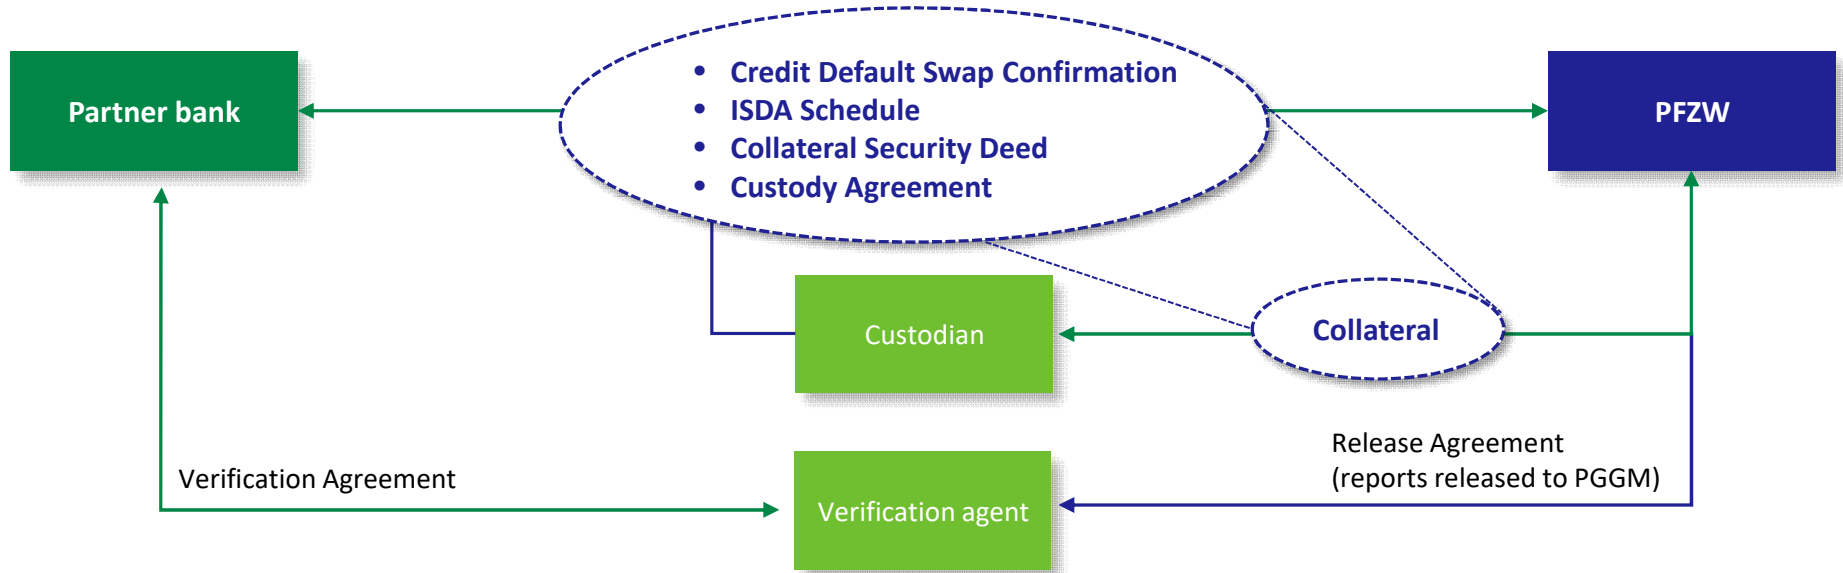 Partner bank
• Credit Default Swap Confirmation
• ISDA Schedule
• Collateral Security Deed
• Custody Agreement
PFZW
Custodian
Collateral
Verification Agreement
Verification agent
Release Agreement
(reports released to PGGM)